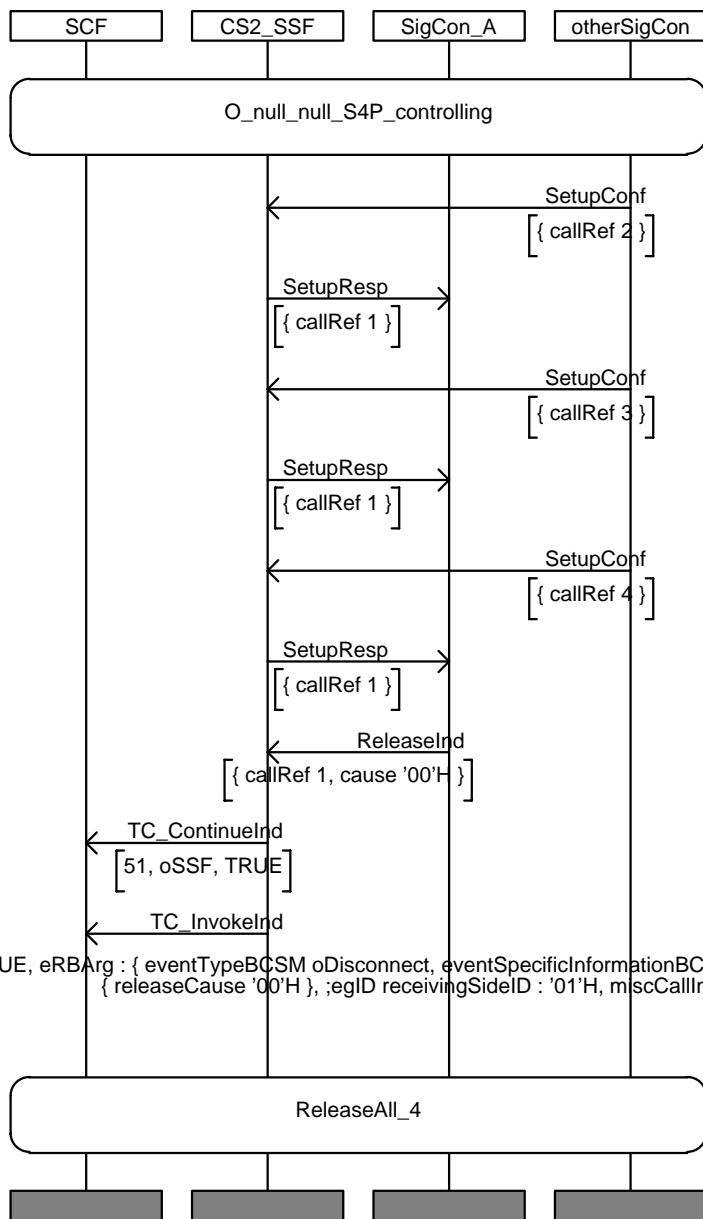 SCF CS2_SSF SigCon_A otherSigCon
O_null_null_S4P_controlling
SetupConf
{ callRef 2 }
SetupResp
{ callRef 1 }
SetupConf
{ callRef 3 }
SetupResp
{ callRef 1 }
SetupConf
{ callRef 4 }
SetupResp
{ callRef 1 }
ReleaseInd
{ callRef 1, cause '00'H }
TC_ContinueInd
51, oSSF, TRUE
TC_InvokeInd
UE, eRBArg : { eventTypeBCSM oDisconnect, eventSpecificInformationBC
{ releaseCause '00'H }, ;egID receivingSideID : '01'H, miscCallIn
ReleaseAll_4